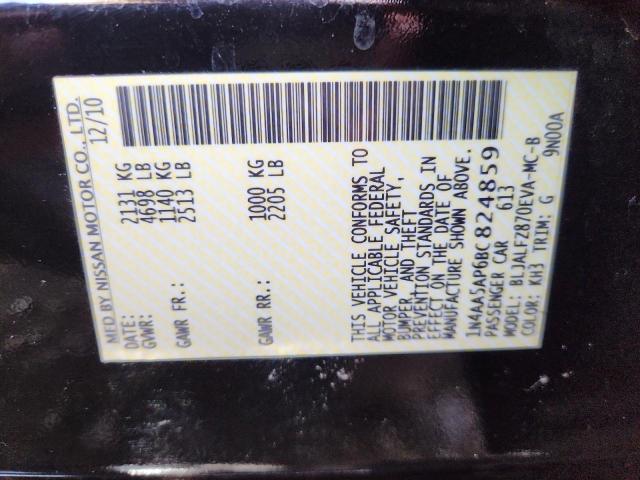 MFD BY NISSAN MOTOR CO., LTD.
DATE: 12/10
GVWR: 2131 KG
4698 LB
GAWR FR.: 1140 KG
2513 LB
GAWR RR.: 1000 KG
2205 LB
THIS VEHICLE CONFORMS TO
ALL APPLICABLE FEDERAL
MOTOR VEHICLE SAFETY,
BUMPER, AND THEFT
PREVENTION STANDARDS IN
EFFECT ON THE DATE OF
MANUFACTURE SHOWN ABOVE.
1N4AA5AP6BC824859
PASSENGER CAR 613
MODEL: BLJALFZ870EVA-MC-B
COLOR: KH3 TRIM: G 9N00A